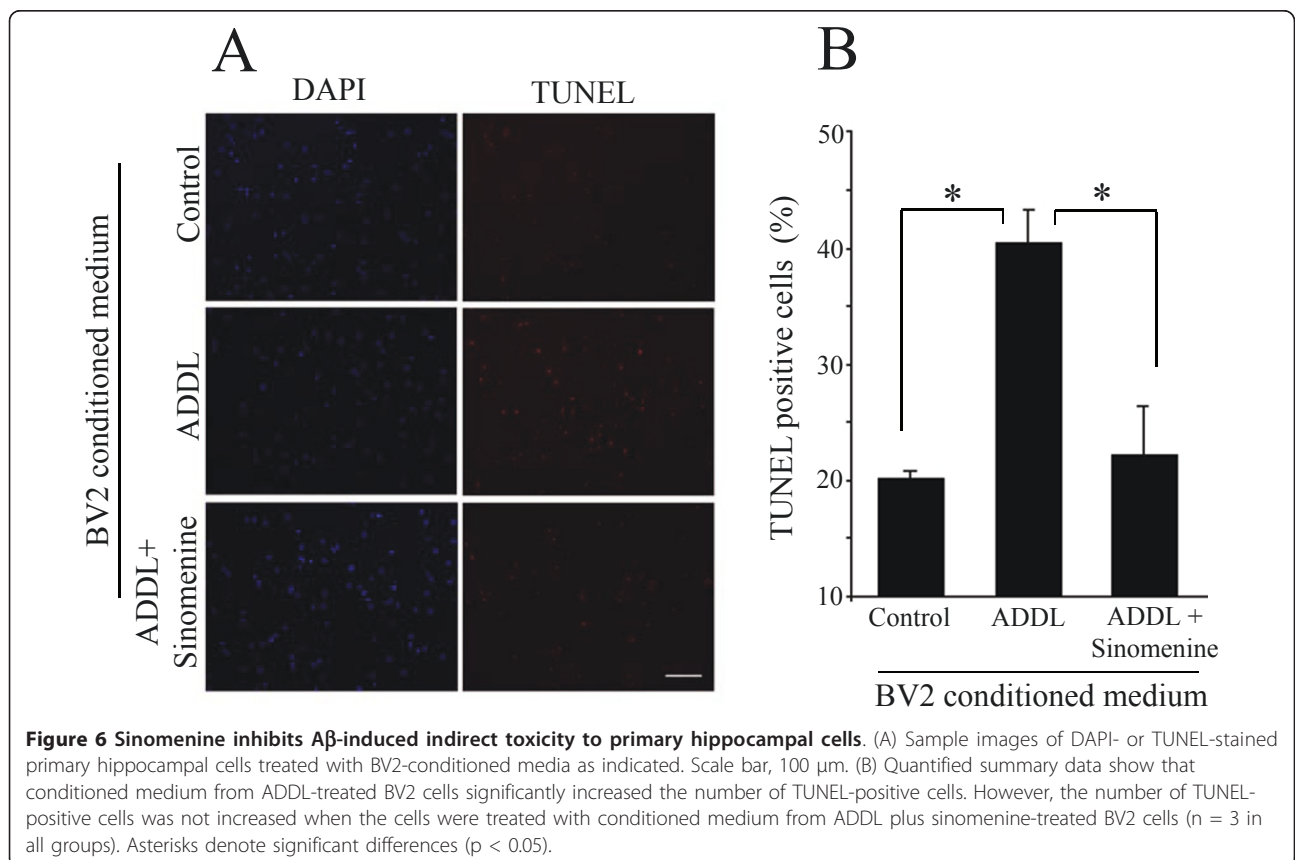 A
DAPI TUNEL
BV2 conditioned medium
Control
ADDL
ADDL+
Sinomenine
B
TUNEL positive cells (%)
50
40
30
20
10
*
*
Control ADDL ADDL +
Sinomenine
BV2 conditioned medium
Figure 6 Sinomenine inhibits Aβ-induced indirect toxicity to primary hippocampal cells. (A) Sample images of DAPI- or TUNEL-stained
primary hippocampal cells treated with BV2-conditioned media as indicated. Scale bar, 100 μm. (B) Quantified summary data show that
conditioned medium from ADDL-treated BV2 cells significantly increased the number of TUNEL-positive cells. However, the number of TUNEL-
positive cells was not increased when the cells were treated with conditioned medium from ADDL plus sinomenine-treated BV2 cells (n = 3 in
all groups). Asterisks denote significant differences (p < 0.05).